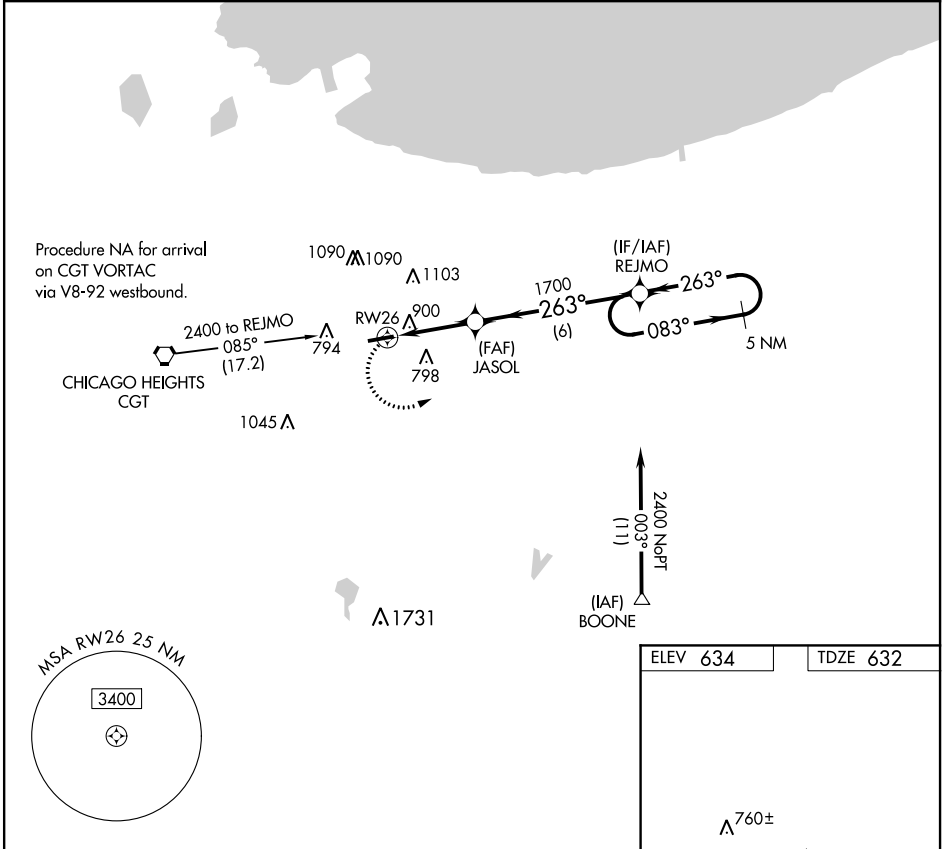 Procedure NA for arrival
on CGT VORTAC
via V8-92 westbound.
1090
1090
1103
(IF/IAF)
REJMO
1700
263°
(6)
263°
083°
5 NM
RW26
900
(FAF)
JASOL
798
2400 to REJMO
085°
(17.2)
794
CHICAGO HEIGHTS
CGT
1045
2400 NoPT
003°
(11)
(IAF)
BOONE
1731
MSA RW26 25 NM
3400
ELEV 634
TDZE 632
760±